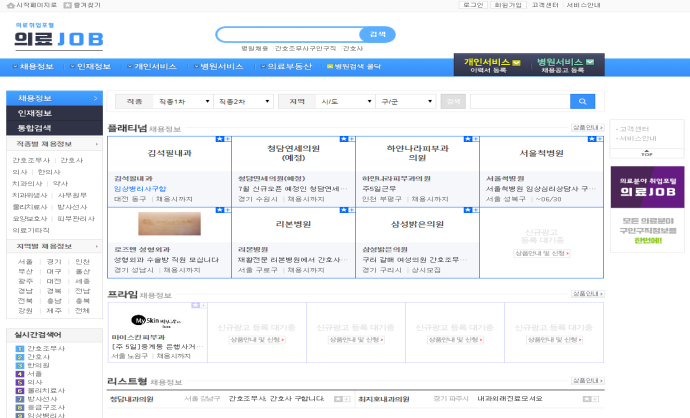 시작페이지로 즐겨찾기
로그인 회원가입 고객센터 서비스안내
의료취업포털
의료 JOB
검색
병원채용 간호조무사구인구직 간호사
채용정보 인재정보 개인서비스 병원서비스 의료부동산 병원검색 꿀닥
개인서비스
이력서 등록
병원서비스
채용공고 등록
채용정보
인재정보
통합검색
직종별 채용정보
간호조무사 간호사
의사 한의사
치과의사 약사
치과위생사 사무원무
물리치료사 방사선사
요양보호사 피부관리사
의료기타직
지역별 채용정보
서울 경기 인천
부산 대구 울산
광주 대전 세종
경남 경북 전남
전북 충남 충북
강원 제주 전체
실시간검색어
1 간호조무사
2 간호사
3 한의원
4 서울
5 의사
6 물리치료사
7 방사선사
8 응급구조사
9 임상병리사
직종 직종1차 직종2차 지역 시/도 구/군 검색
플래티넘 채용정보
상품안내
김석필내과
김석필내과
임상병리사구함
대전 동구 채용시까지
청담연세의원
(예정)
청담연세의원(예정)
7월 신규오픈 예정인 청담연세…
경기 수원시 채용시까지
하얀나라피부과
의원
하얀나라피부과의원
주5일근무
인천 부평구 채용시까지
서울척병원
서울척병원
서울척병원 임상심리상담사 구…
서울 성북구 ~06/30
로즈맨 성형외과
성형외과 수술방 직원 모십니다
경기 성남시 채용시까지
리본병원
리본병원
재활전문 리본병원에서 간호사…
서울 구로구 채용시까지
삼성밝은의원
삼성밝은의원
구리 갈매 여성의원 간호조무…
경기 구리시 상시모집
신규광고
등록 대기중
상품안내 및 신청
프라임 채용정보
상품안내
My Skin
마이스킨피부과
[주 5일]중계동 은행사거…
서울 노원구 채용시까지
신규광고 등록 대기중
상품안내 및 신청
신규광고 등록 대기중
상품안내 및 신청
신규광고 등록 대기중
상품안내 및 신청
신규광고 등록 대기중
상품안내 및 신청
리스트형 채용정보
상품안내
청담내과의원 서울 강남구 간호조무사, 간호사 구합니다.
최지호내과의원 경기 파주시 내과외래진료모셔요
고객센터
서비스안내
TOP
의료분야 취업포털
의료JOB
모든 의료분야
구인구직정보를
한번에!